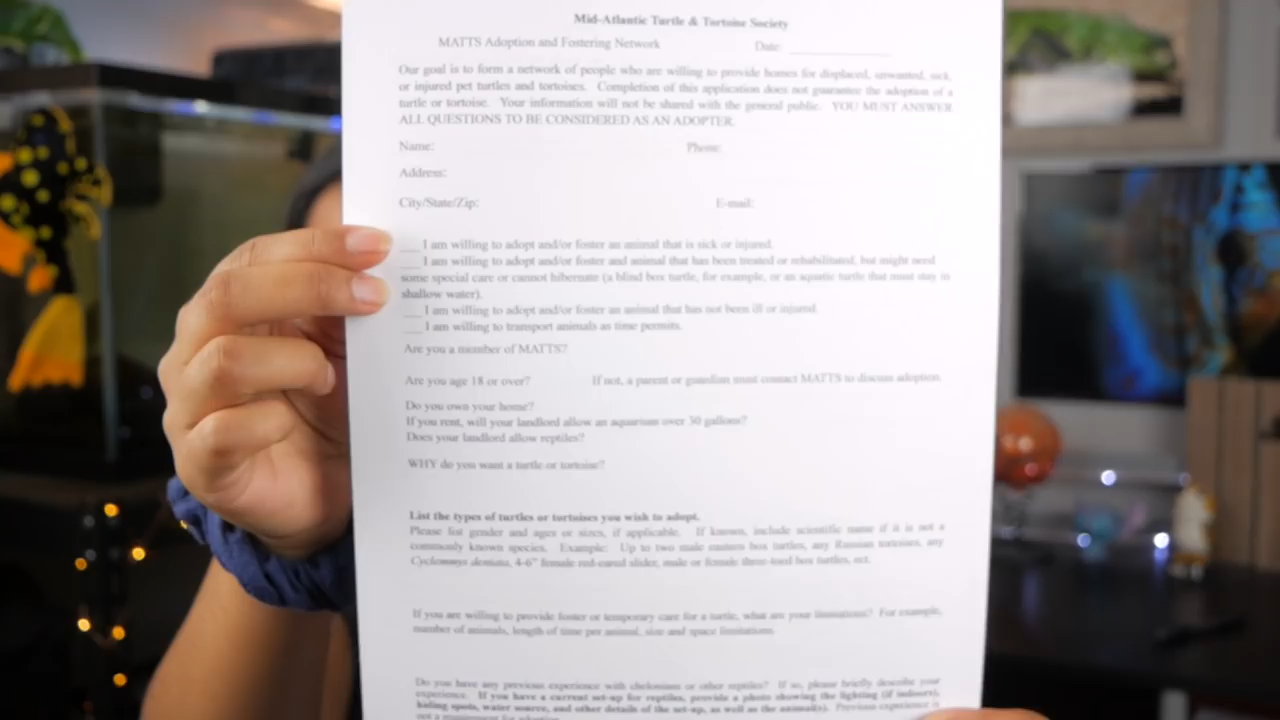 Mid-Atlantic Turtle & Tortoise Society
MATTS Adoption and Fostering Network Date
Our goal is to form a network of people who are willing to provide homes for displaced, unwanted, sick,
or injured pet turtles and tortoises. Completion of this application does not guarantee the adoption of a
turtle or tortoise. Your information will not be shared with the general public. YOU MUST ANSWER
ALL QUESTIONS TO BE CONSIDERED AS AN ADOPTER.
Name: Phone:
Address:
City/State/Zip: E-mail:
___ I am willing to adopt and/or foster an animal that is sick or injured.
___ I am willing to adopt and/or foster and animal that has been treated or rehabilitated, but might need
some special care or cannot hibernate (a blind box turtle, for example, or an aquatic turtle that must stay in
shallow water).
___ I am willing to adopt and/or foster an animal that has not been ill or injured.
___ I am willing to transport animals as time permits.
Are you a member of MATTS?
Are you age 18 or over? If not, a parent or guardian must contact MATTS to discuss adoption.
Do you own your home?
If you rent, will your landlord allow an aquarium over 30 gallons?
Does your landlord allow reptiles?
WHY do you want a turtle or tortoise?
List the types of turtles or tortoises you wish to adopt.
Please list gender and ages or sizes, if applicable. If known, include scientific name if it is not a
commonly known species. Example: Up to two male eastern box turtles, any Russian tortoises, any
Cyclemmys dentata, 4-6" female red-eared slider, male or female three-toed box turtles, ect.
If you are willing to provide foster or temporary care for a turtle, what are your limitations? For example,
number of animals, length of time per animal, size and space limitations
Do you have any previous experience with chelonians or other reptiles? If so, please briefly describe your
experience. If you have a current set-up for reptiles, provide a photo showing the lighting (if indoors),
hiding spots, water source, and other details of the set-up, as well as the animal(s). Previous experience is
not a requirement for adoption.